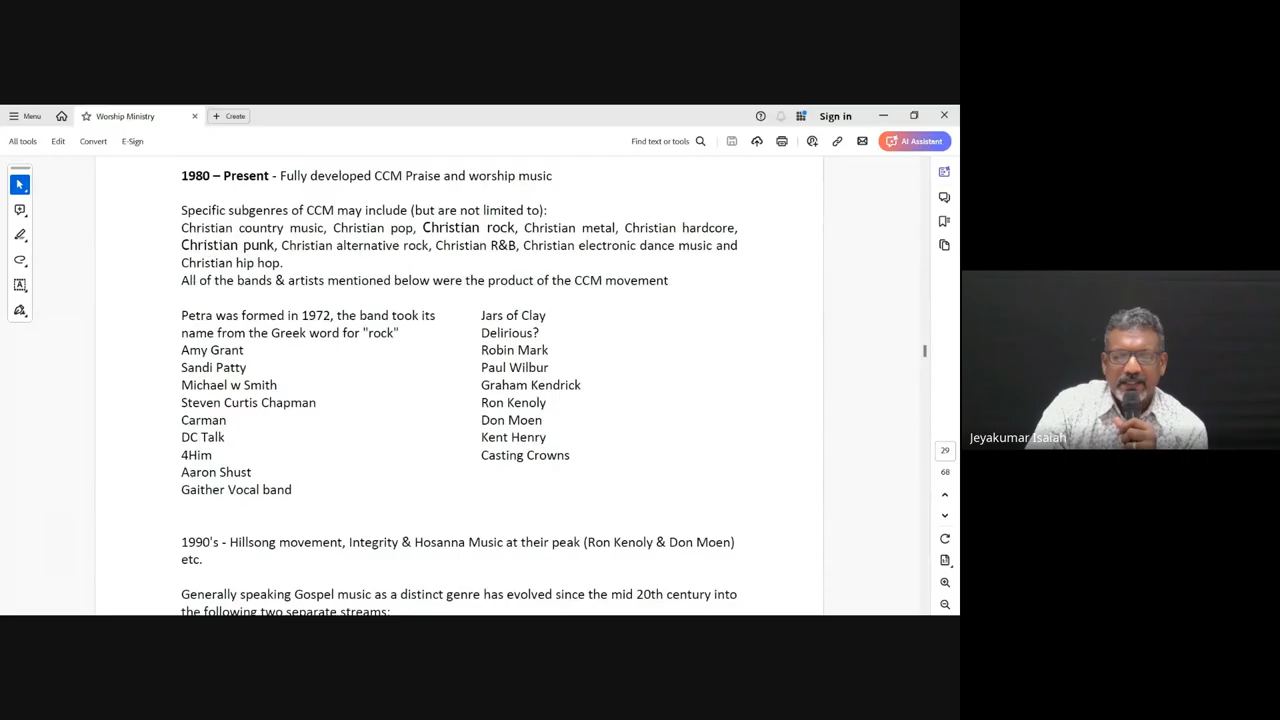 Menu
Worship Ministry
Create
Sign in
All tools
Edit
Convert
E-Sign
Find text or tools
AI Assistant
1980 – Present - Fully developed CCM Praise and worship music
Specific subgenres of CCM may include (but are not limited to):
Christian country music, Christian pop, Christian rock, Christian metal, Christian hardcore,
Christian punk, Christian alternative rock, Christian R&B, Christian electronic dance music and
Christian hip hop.
All of the bands & artists mentioned below were the product of the CCM movement
Petra was formed in 1972, the band took its
name from the Greek word for "rock"
Amy Grant
Sandi Patty
Michael w Smith
Steven Curtis Chapman
Carman
DC Talk
4Him
Aaron Shust
Gaither Vocal band
Jars of Clay
Delirious?
Robin Mark
Paul Wilbur
Graham Kendrick
Ron Kenoly
Don Moen
Kent Henry
Casting Crowns
1990's - Hillsong movement, Integrity & Hosanna Music at their peak (Ron Kenoly & Don Moen)
etc.
Generally speaking Gospel music as a distinct genre has evolved since the mid 20th century into
the following two separate streams:
29
68
Jeyakumar Isaiah